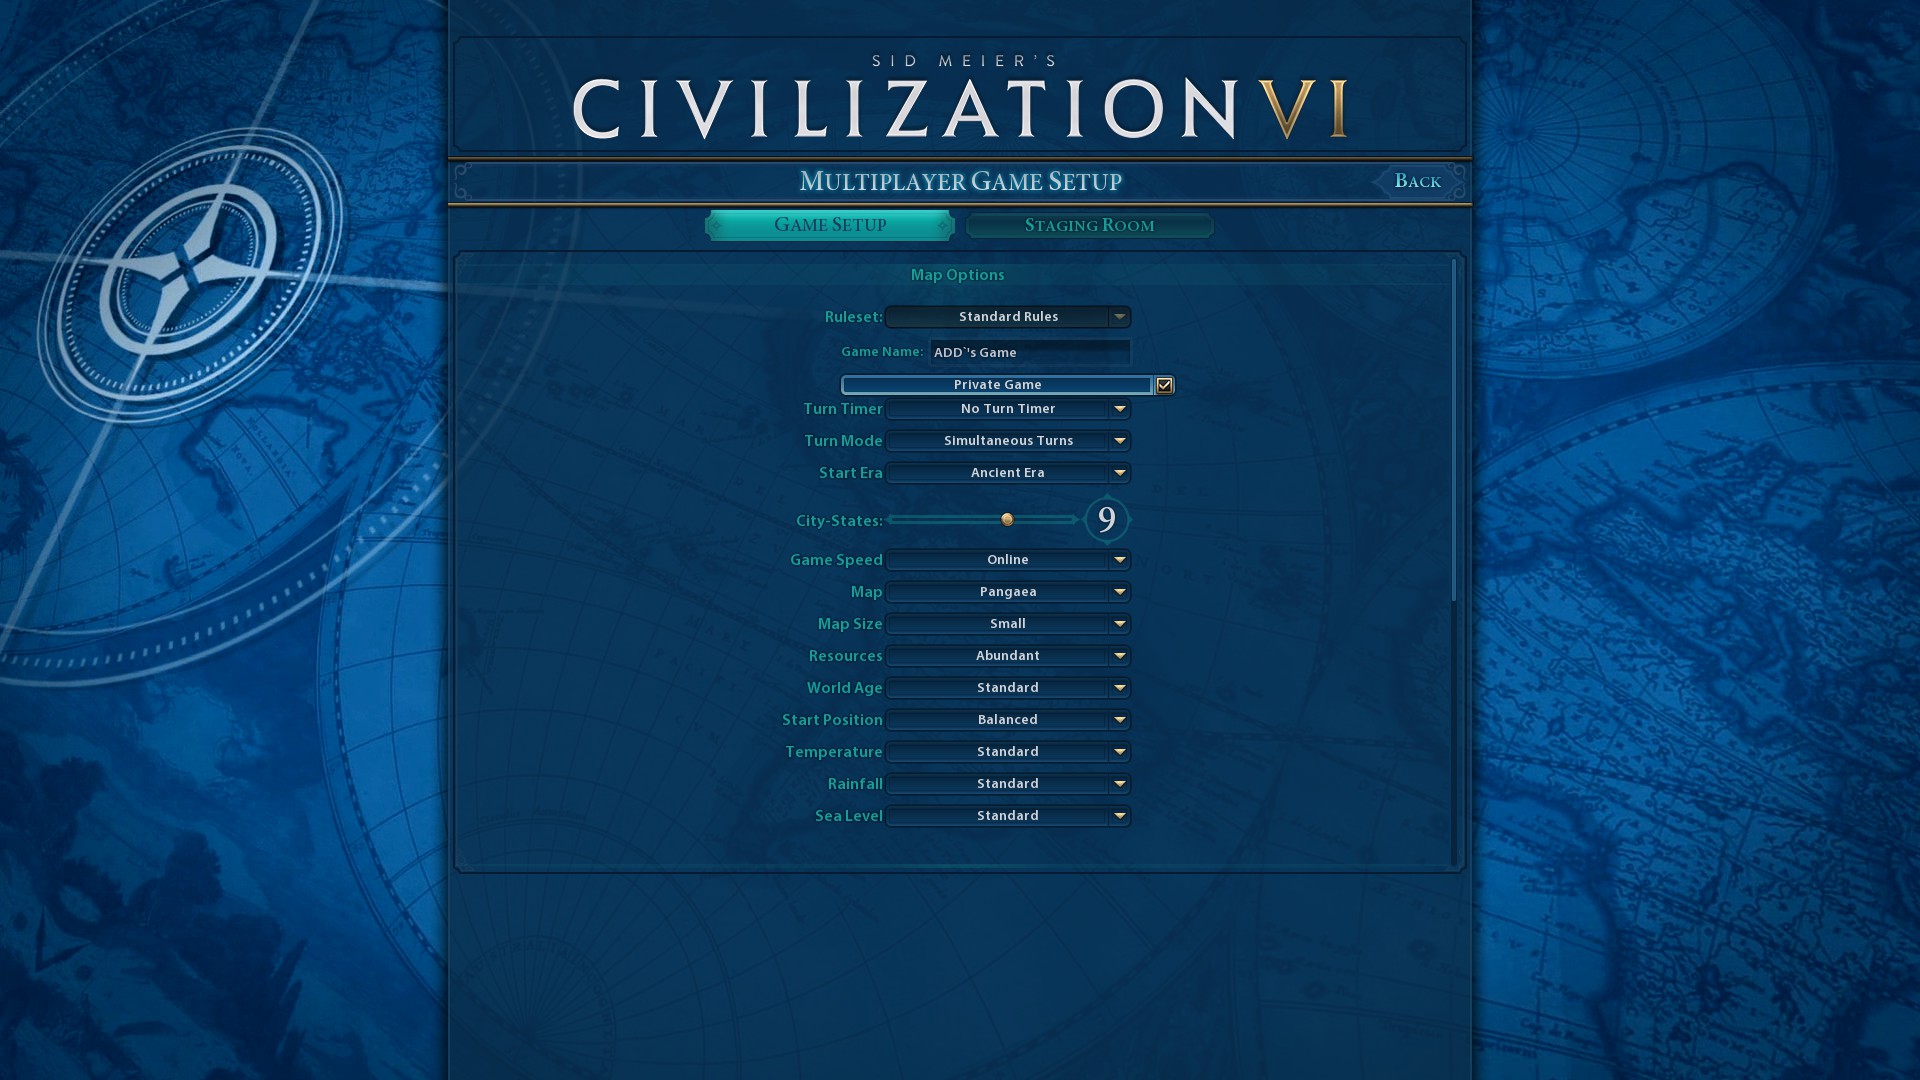 SID MEIER'S
CIVILIZATION VI
MULTIPLAYER GAME SETUP
BACK
GAME SETUP
STAGING ROOM
Map Options
Ruleset: Standard Rules
Game Name: ADD`'s Game
Private Game
Turn Timer No Turn Timer
Turn Mode Simultaneous Turns
Start Era Ancient Era
City-States: 9
Game Speed Online
Map Pangaea
Map Size Small
Resources Abundant
World Age Standard
Start Position Balanced
Temperature Standard
Rainfall Standard
Sea Level Standard